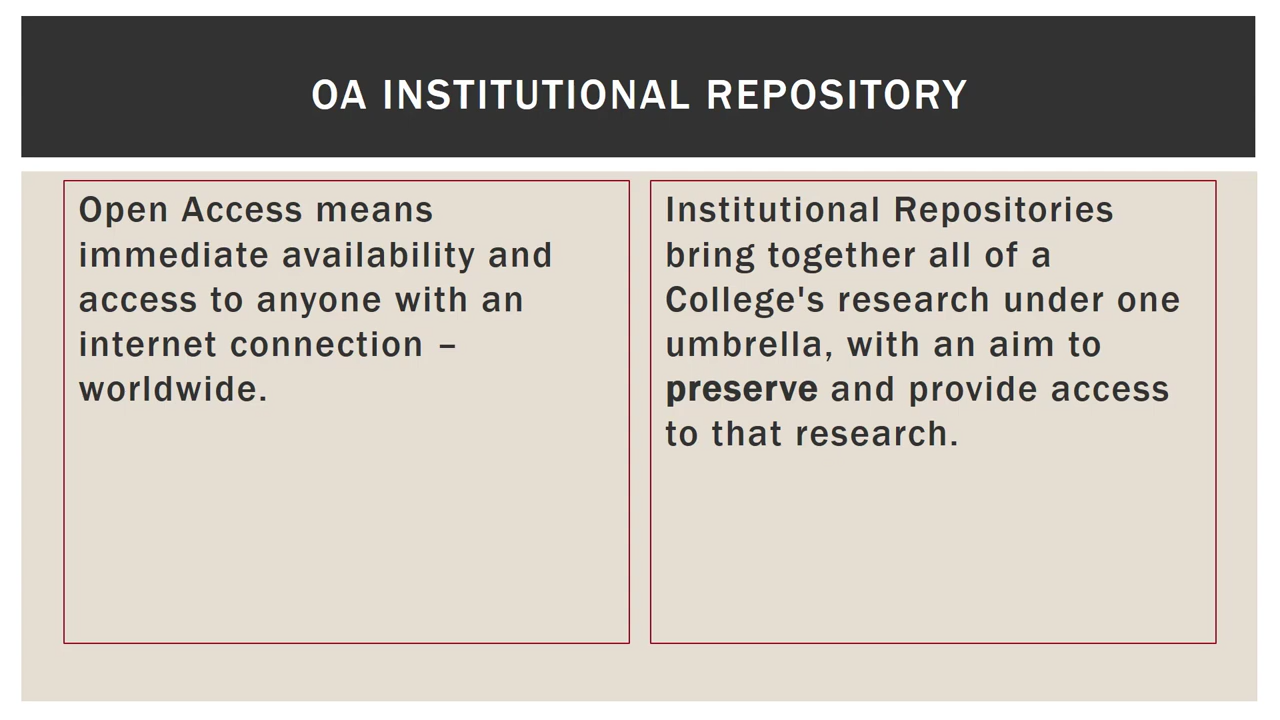 OA INSTITUTIONAL REPOSITORY
Open Access means
immediate availability and
access to anyone with an
internet connection –
worldwide.
Institutional Repositories
bring together all of a
College's research under one
umbrella, with an aim to
preserve and provide access
to that research.